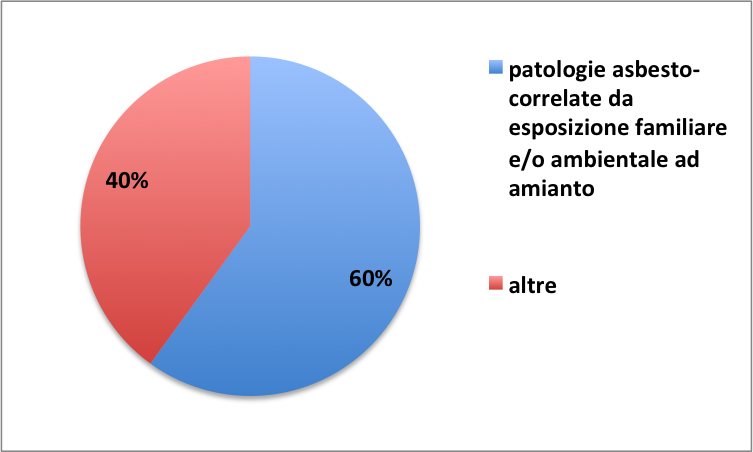 patologie asbesto-
correlate da
esposizione familiare
e/o ambientale ad
amianto
40%
60%
altre